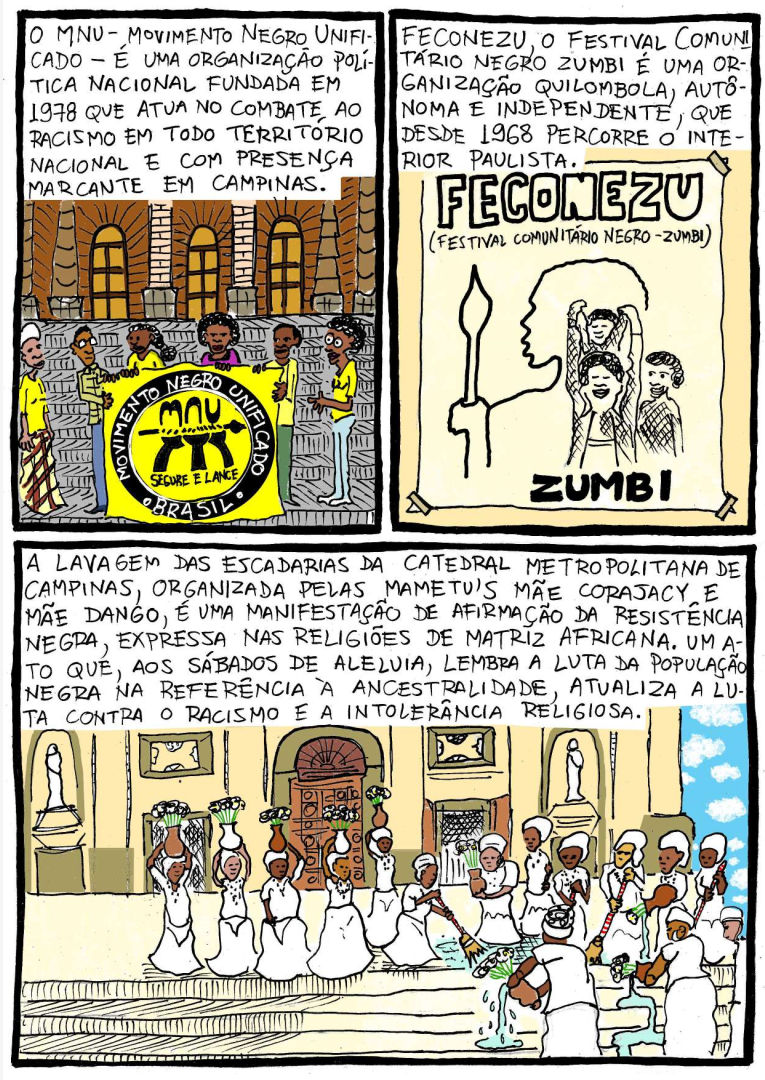 O MNU - MOVIMENTO NEGRO UNIFI-
CADO - É UMA ORGANIZAÇÃO POLÍ-
TICA NACIONAL FUNDADA EM
1978 QUE ATUA NO COMBATE AO
RACISMO EM TODO TERRITÓRIO
NACIONAL E COM PRESENÇA
MARCANTE EM CAMPINAS.
MOVIMENTO NEGRO UNIFICADO
MNU
SEGURE E LANCE
• BRASIL •
FECONEZU, O FESTIVAL COMUNI
TÁRIO NEGRO ZUMBI É UMA OR-
GANIZAÇÃO QUILOMBOLA, AUTÔ-
NOMA E INDEPENDENTE, QUE
DESDE 1968 PERCORRE O INTE-
RIOR PAULISTA.
FECONEZU
(FESTIVAL COMUNITÁRIO NEGRO - ZUMBI)
ZUMBI
A LAVAGEM DAS ESCADARIAS DA CATEDRAL METROPOLITANA DE
CAMPINAS, ORGANIZADA PELAS MAMETU'S MÃE CORAJACY E
MÃE DANGO, É UMA MANIFESTAÇÃO DE AFIRMAÇÃO DA RESISTÊNCIA
NEGRA, EXPRESSA NAS RELIGIÕES DE MATRIZ AFRICANA. UM A-
TO QUE, AOS SÁBADOS DE ALELUIA, LEMBRA A LUTA DA POPULAÇÃO
NEGRA NA REFERÊNCIA À ANCESTRALIDADE, ATUALIZA A LU-
TA CONTRA O RACISMO E A INTOLERÂNCIA RELIGIOSA.